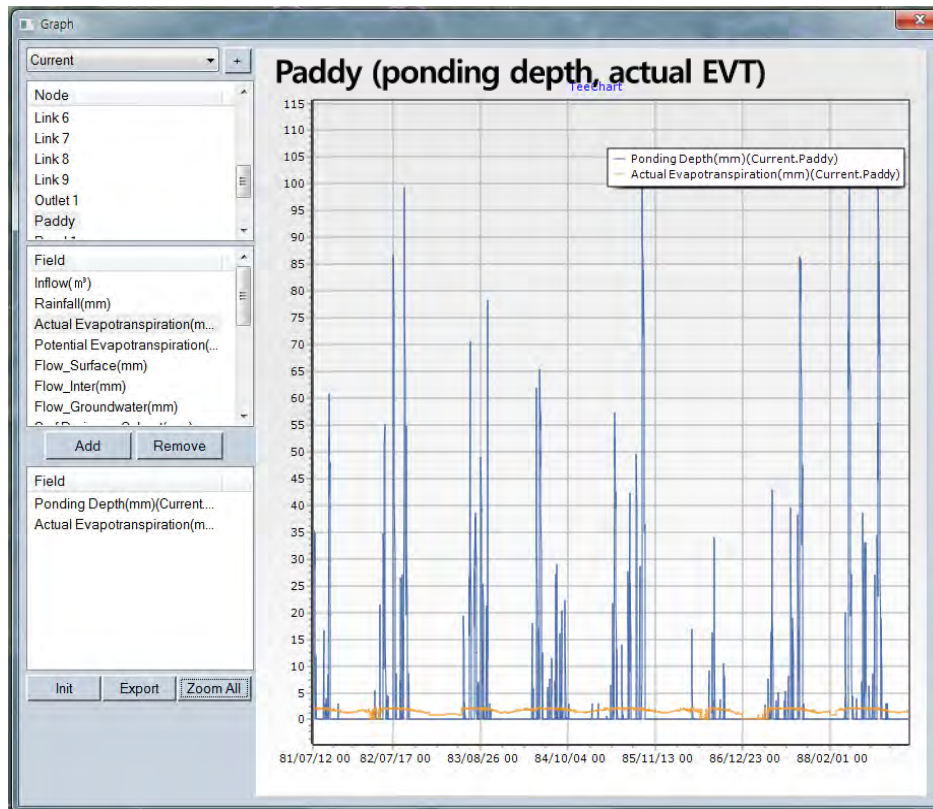 Graph
Current
+
Node
Link 6
Link 7
Link 8
Link 9
Outlet 1
Paddy
Field
Inflow(m³)
Rainfall(mm)
Actual Evapotranspiration(m...
Potential Evapotranspiration(...
Flow_Surface(mm)
Flow_Inter(mm)
Flow_Groundwater(mm)
Add Remove
Field
Ponding Depth(mm)(Current....
Actual Evapotranspiration(m...
Init Export Zoom All
Paddy (ponding depth, actual EVT)
TeeChart
Ponding Depth(mm)(Current.Paddy)
Actual Evapotranspiration(mm)(Current.Paddy)
115
110
105
100
95
90
85
80
75
70
65
60
55
50
45
40
35
30
25
20
15
10
5
0
81/07/12 00 82/07/17 00 83/08/26 00 84/10/04 00 85/11/13 00 86/12/23 00 88/02/01 00